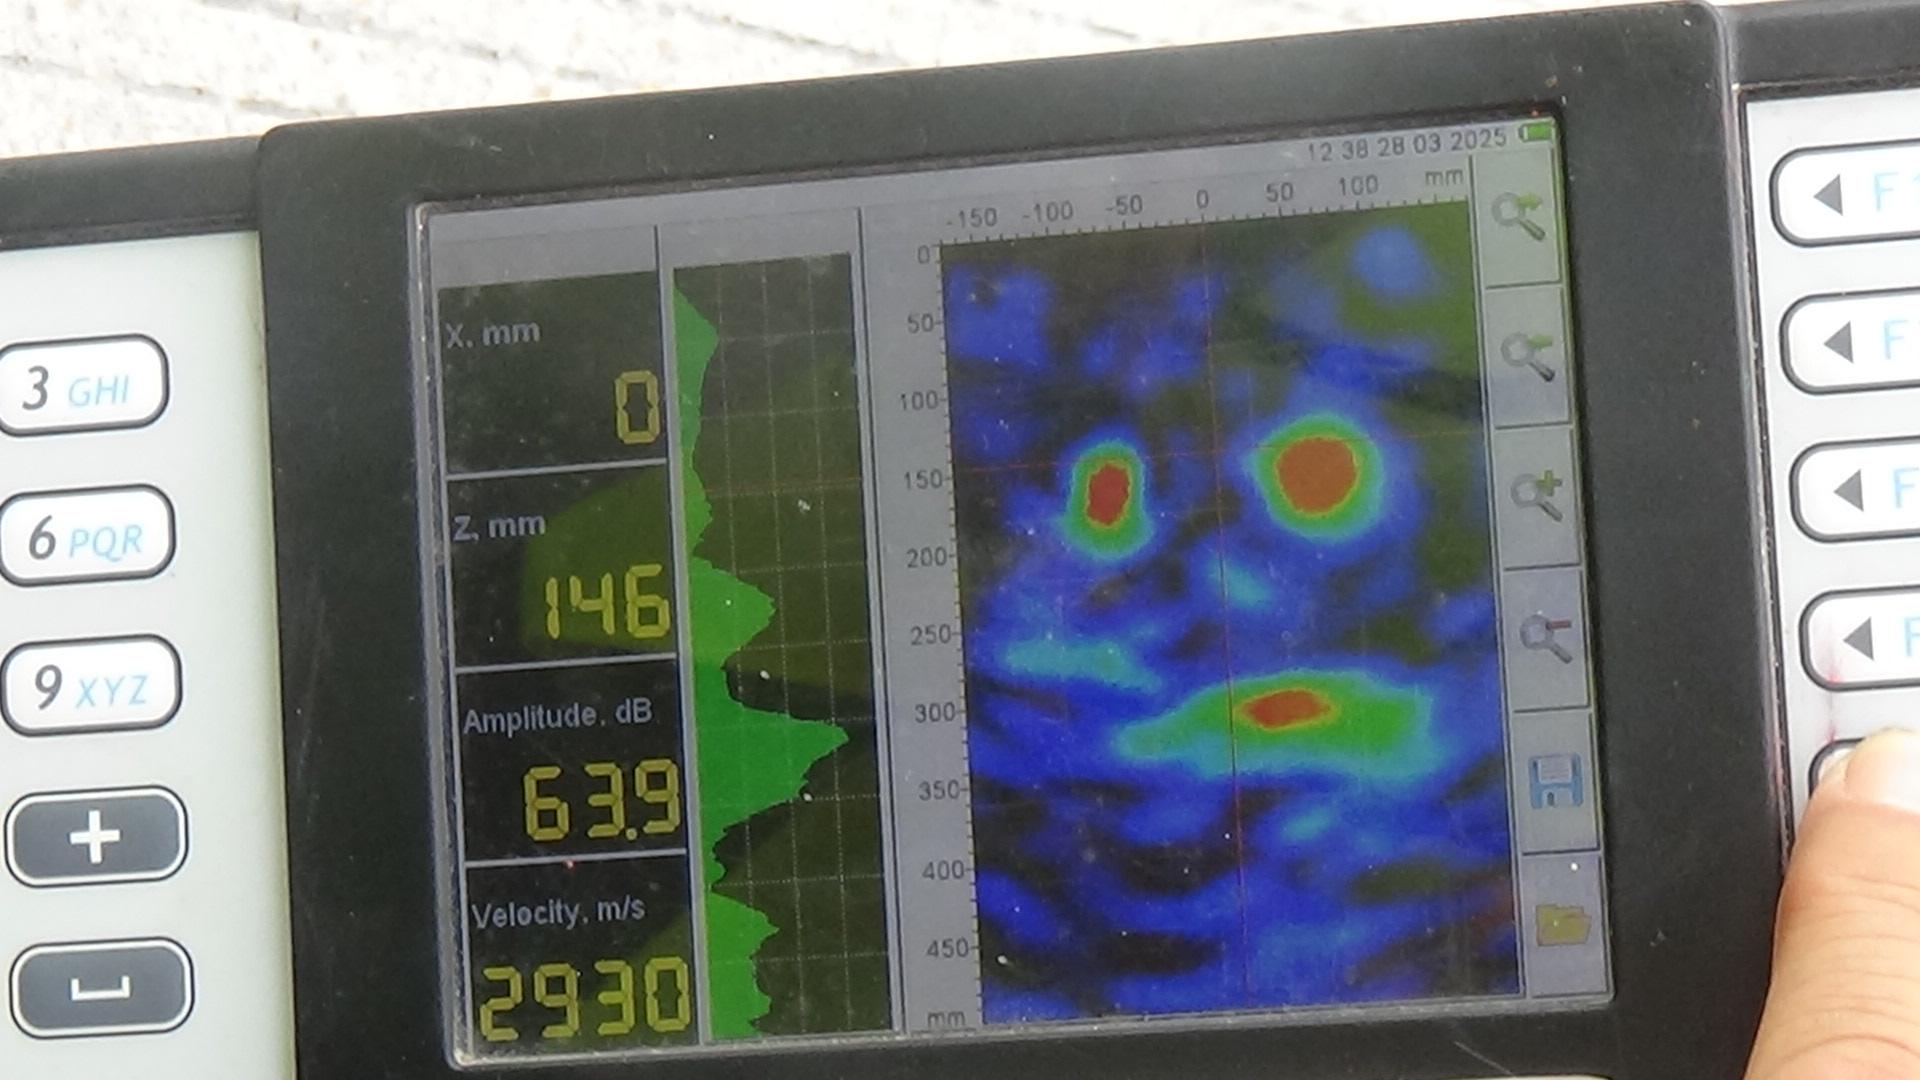 12 38 28 03 2025
-150 -100 -50 0 50 100 mm
0
50
100
150
200
250
300
350
400
450
mm
X, mm
0
Z, mm
146
Amplitude, dB
63.9
Velocity, m/s
2930
3 GHI
6 PQR
9 XYZ
+
F
F
F
F